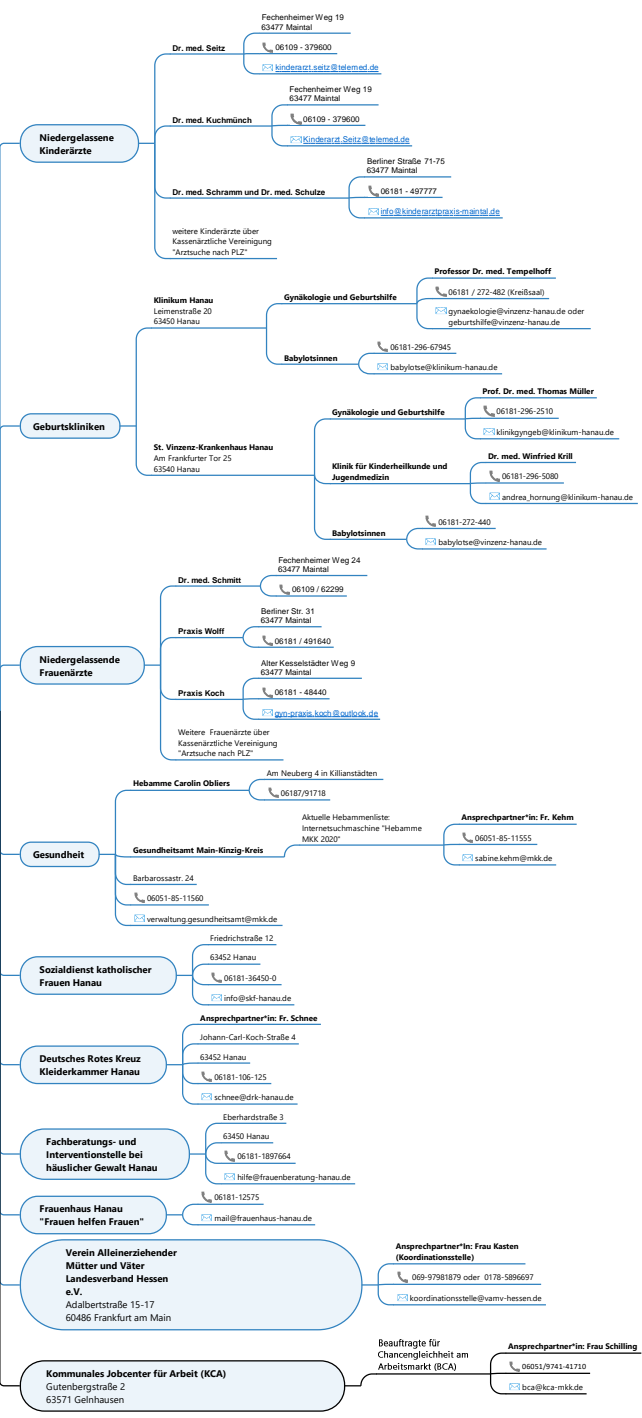 Niedergelassene
Kinderärzte
Dr. med. Seitz
Fechenheimer Weg 19
63477 Maintal
06109 - 379600
kinderarzt.seitz@telemed.de
Dr. med. Kuchmünch
Fechenheimer Weg 19
63477 Maintal
06109 - 379600
Kinderarzt.Seitz@telemed.de
Dr. med. Schramm und Dr. med. Schulze
Berliner Straße 71-75
63477 Maintal
06181 - 497777
info@kinderarztpraxis-maintal.de
weitere Kinderärzte über
Kassenärztliche Vereinigung
"Arztsuche nach PLZ"
Geburtskliniken
Klinikum Hanau
Leimenstraße 20
63450 Hanau
Gynäkologie und Geburtshilfe
Professor Dr. med. Tempelhoff
06181 / 272-482 (Kreißsaal)
gynaekologie@vinzenz-hanau.de oder
geburtshilfe@vinzenz-hanau.de
Babylotsinnen
06181-296-67945
babylotse@klinikum-hanau.de
St. Vinzenz-Krankenhaus Hanau
Am Frankfurter Tor 25
63540 Hanau
Gynäkologie und Geburtshilfe
Prof. Dr. med. Thomas Müller
06181-296-2510
klinikgyngeb@klinikum-hanau.de
Klinik für Kinderheilkunde und
Jugendmedizin
Dr. med. Winfried Krill
06181-296-5080
andrea_hornung@klinikum-hanau.de
Babylotsinnen
06181-272-440
babylotse@vinzenz-hanau.de
Niedergelassende
Frauenärzte
Dr. med. Schmitt
Fechenheimer Weg 24
63477 Maintal
06109 / 62299
Praxis Wolff
Berliner Str. 31
63477 Maintal
06181 / 491640
Praxis Koch
Alter Kesselstädter Weg 9
63477 Maintal
06181 - 48440
gyn-praxis.koch@outlook.de
Weitere Frauenärzte über
Kassenärztliche Vereinigung
"Arztsuche nach PLZ"
Gesundheit
Hebamme Carolin Obliers
Am Neuberg 4 in Killianstädten
06187/91718
Gesundheitsamt Main-Kinzig-Kreis
Aktuelle Hebammenliste:
Internetsuchmaschine "Hebamme
MKK 2020"
Ansprechpartner*in: Fr. Kehm
06051-85-11555
sabine.kehm@mkk.de
Barbarossastr. 24
06051-85-11560
verwaltung.gesundheitsamt@mkk.de
Sozialdienst katholischer
Frauen Hanau
Friedrichstraße 12
63452 Hanau
06181-36450-0
info@skf-hanau.de
Deutsches Rotes Kreuz
Kleiderkammer Hanau
Ansprechpartner*in: Fr. Schnee
Johann-Carl-Koch-Straße 4
63452 Hanau
06181-106-125
schnee@drk-hanau.de
Fachberatungs- und
Interventionstelle bei
häuslicher Gewalt Hanau
Eberhardstraße 3
63450 Hanau
06181-1897664
hilfe@frauenberatung-hanau.de
Frauenhaus Hanau
"Frauen helfen Frauen"
06181-12575
mail@frauenhaus-hanau.de
Verein Alleinerziehender
Mütter und Väter
Landesverband Hessen
e.V.
Adalbertstraße 15-17
60486 Frankfurt am Main
Ansprechpartner*In: Frau Kasten
(Koordinationsstelle)
069-97981879 oder 0178-5896697
koordinationsstelle@vamv-hessen.de
Kommunales Jobcenter für Arbeit (KCA)
Gutenbergstraße 2
63571 Gelnhausen
Beauftragte für
Chancengleichheit am
Arbeitsmarkt (BCA)
Ansprechpartner*in: Frau Schilling
06051/9741-41710
bca@kca-mkk.de